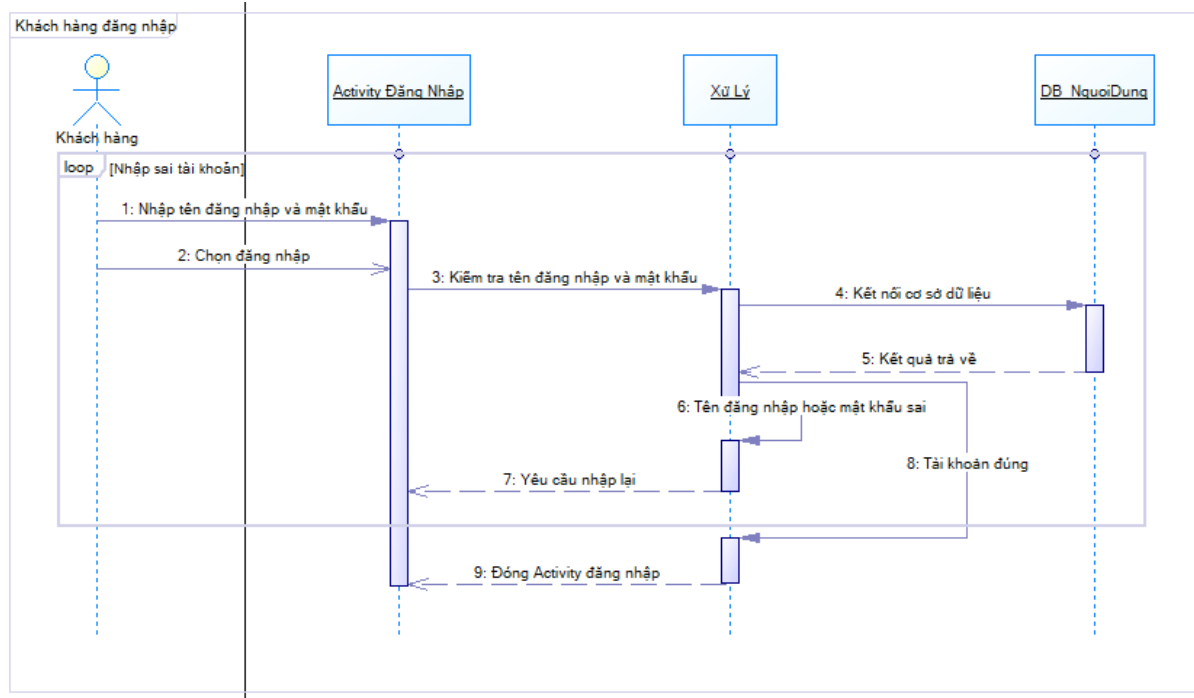 Khách hàng đăng nhập
Activity Đăng Nhập
Xử Lý
DB_NguoiDung
Khách hàng
loop [Nhập sai tài khoản]
1: Nhập tên đăng nhập và mật khẩu
2: Chọn đăng nhập
3: Kiểm tra tên đăng nhập và mật khẩu
4: Kết nối cơ sở dữ liệu
5: Kết quả trả về
6: Tên đăng nhập hoặc mật khẩu sai
8: Tài khoản đúng
7: Yêu cầu nhập lại
9: Đóng Activity đăng nhập